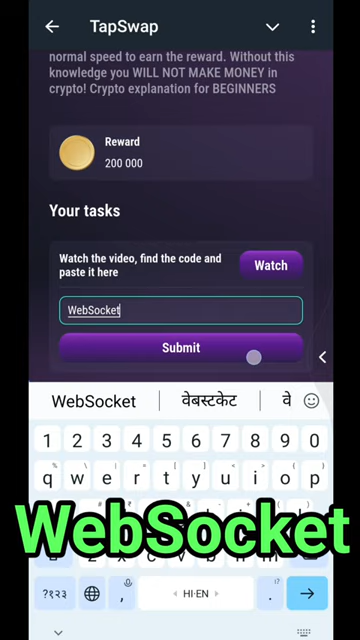 TapSwap
normal speed to earn the reward. Without this
knowledge you WILL NOT MAKE MONEY in
crypto! Crypto explanation for BEGINNERS
Reward
200 000
Your tasks
Watch the video, find the code and
paste it here
Watch
WebSocket
Submit
WebSocket वेबस्टकेट वे
1 2 3 4 5 6 7 8 9 0
q w e r t y u i o p
WebSocket
z x c v b n m
?१२३ , HI·EN .